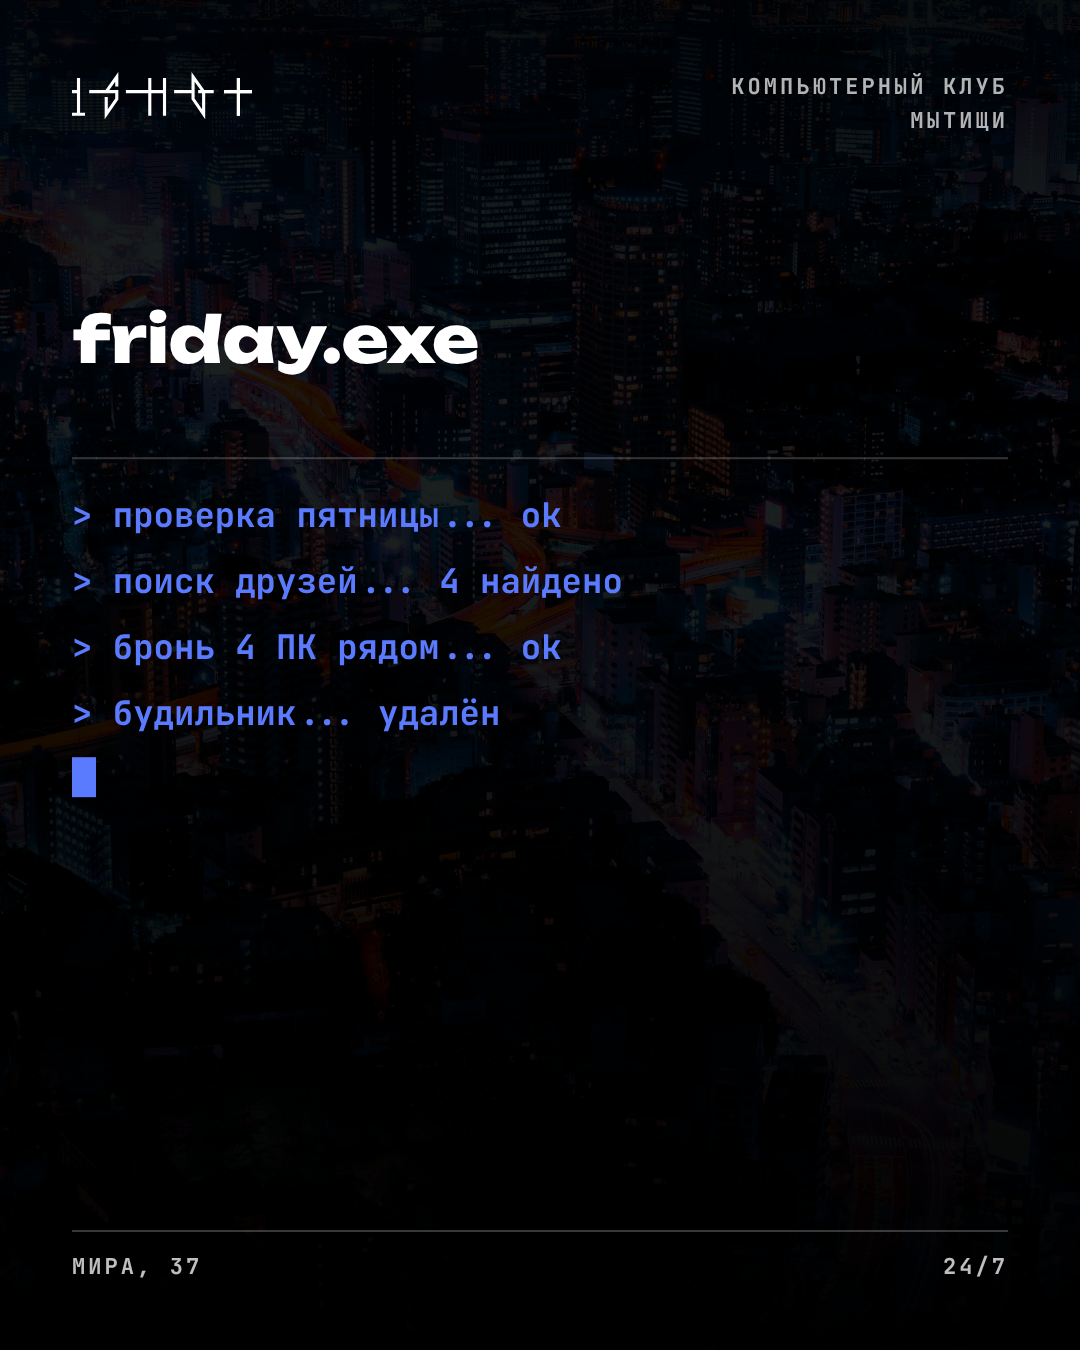 1SHOT
КОМПЬЮТЕРНЫЙ КЛУБ
МЫТИЩИ
friday.exe
> проверка пятницы... ok
> поиск друзей... 4 найдено
> бронь 4 ПК рядом... ok
> будильник... удалён
МИРА, 37
24/7